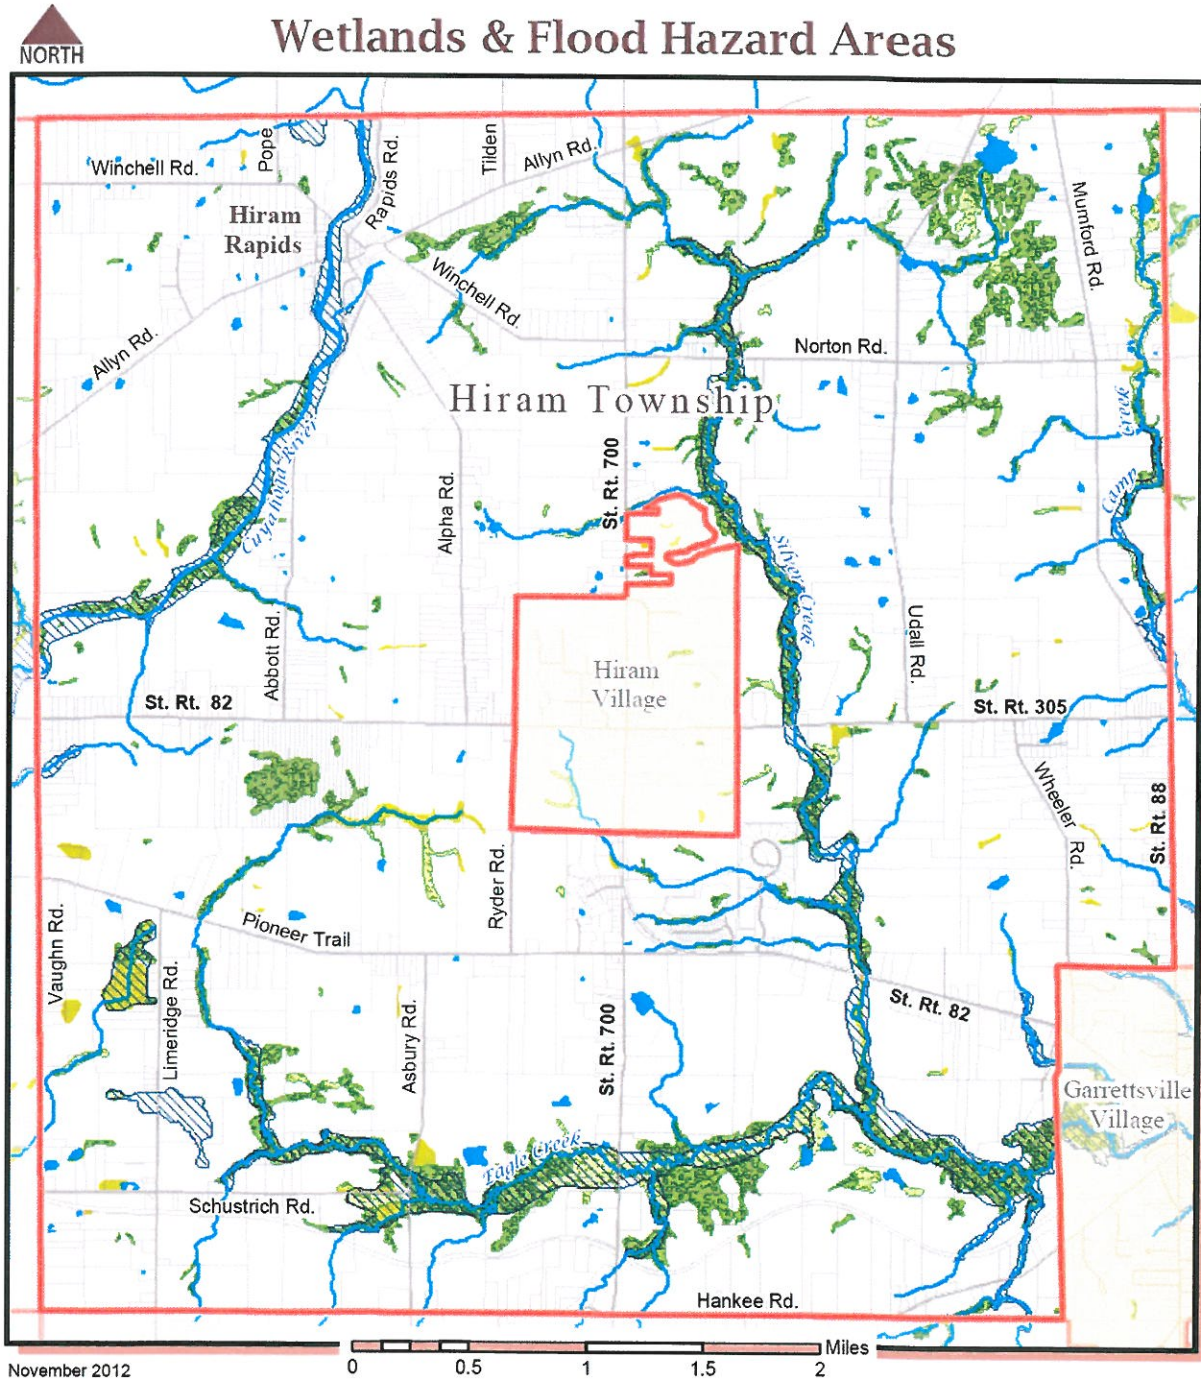 Wetlands & Flood Hazard Areas
NORTH
Pope
Tilden
Allyn Rd.
Winchell Rd.
Rapids Rd.
Hiram
Rapids
Mumford Rd.
Winchell Rd.
Allyn Rd.
Norton Rd.
Hiram Township
Creek
Camp
Cuyahoga River
Alpha Rd.
St. Rt. 700
Silver
Creek
Abbott Rd.
Udall Rd.
Hiram
Village
St. Rt. 82
St. Rt. 305
Wheeler
Rd.
St. Rt. 88
Ryder Rd.
Pioneer Trail
Vaughn Rd.
Limeridge Rd.
Asbury Rd.
St. Rt. 700
St. Rt. 82
Garrettsville
Village
Eagle Creek
Schustrich Rd.
Hankee Rd.
November 2012
0 0.5 1 1.5 2 Miles